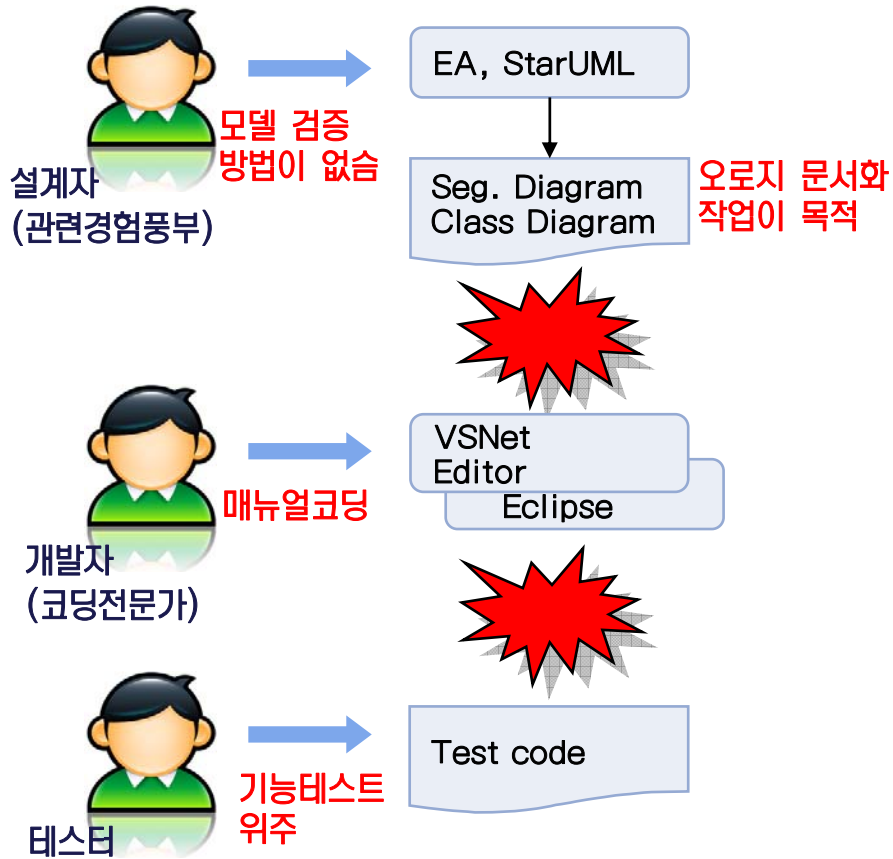 EA, StarUML
모델 검증
방법이 없슴
설계자
(관련경험풍부)
Seg. Diagram
Class Diagram
오로지 문서화
작업이 목적
VSNet
Editor
Eclipse
매뉴얼코딩
개발자
(코딩전문가)
Test code
기능테스트
위주
테스터